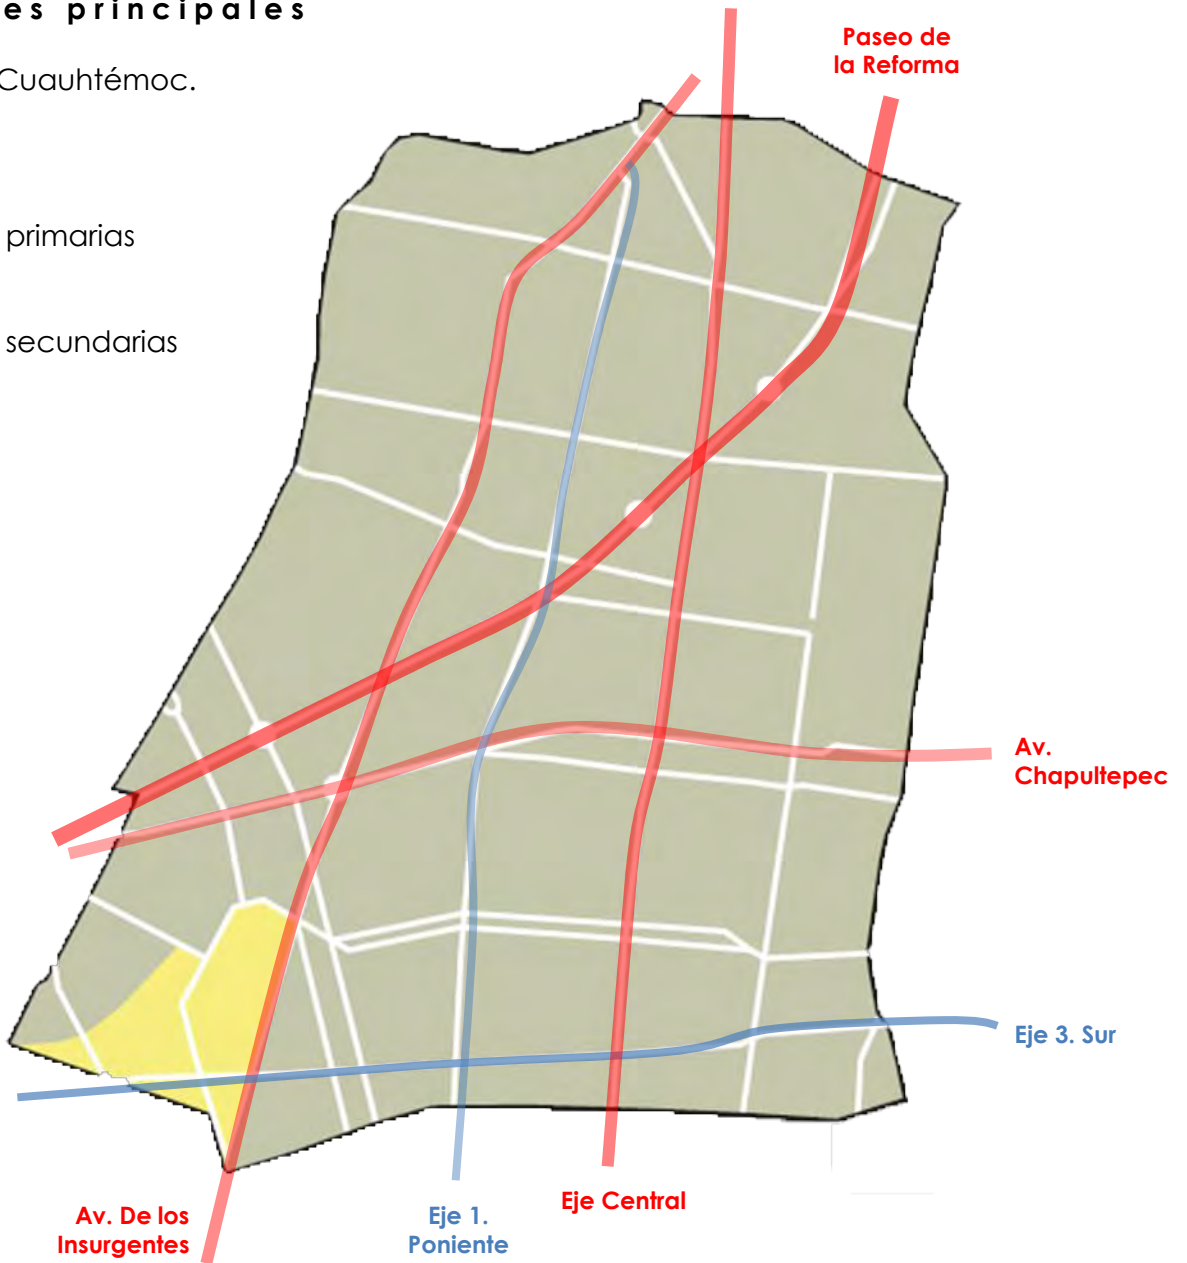 es principales
Cuauhtémoc.
primarias
secundarias
Paseo de
la Reforma
Av.
Chapultepec
Eje 3. Sur
Eje Central
Av. De los
Insurgentes
Eje 1.
Poniente